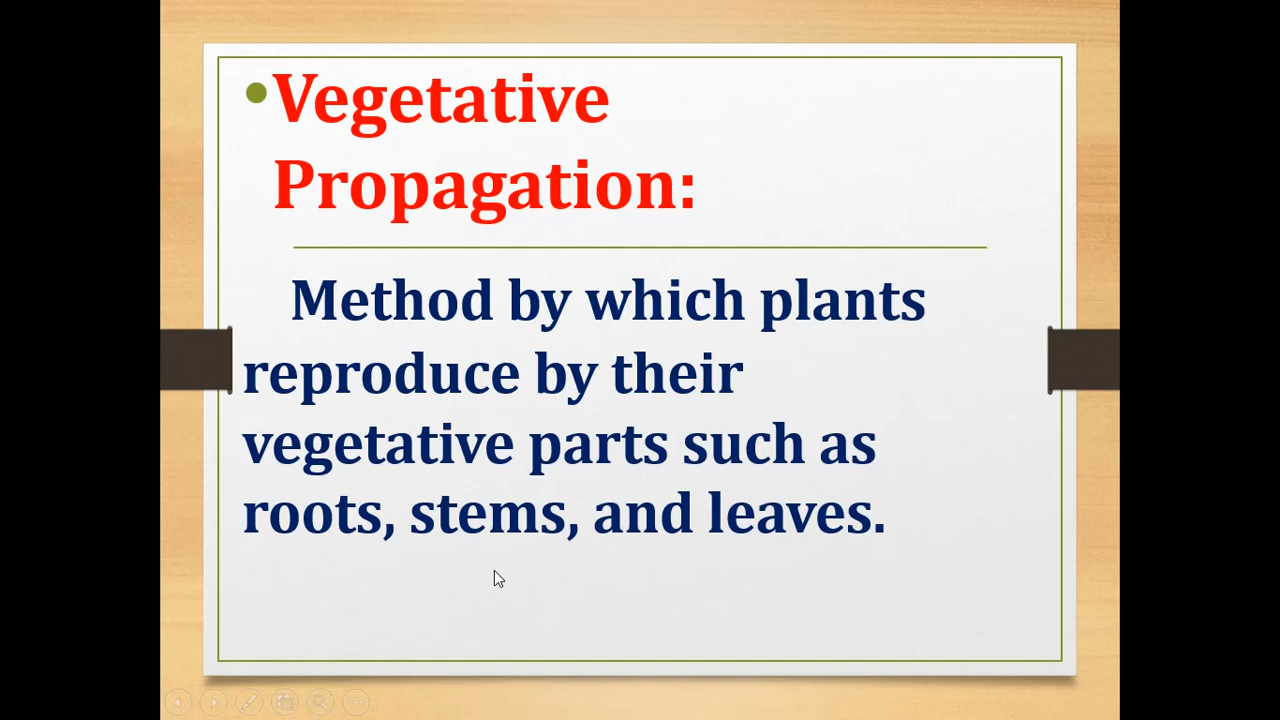 •Vegetative
Propagation:
Method by which plants
reproduce by their
vegetative parts such as
roots, stems, and leaves.